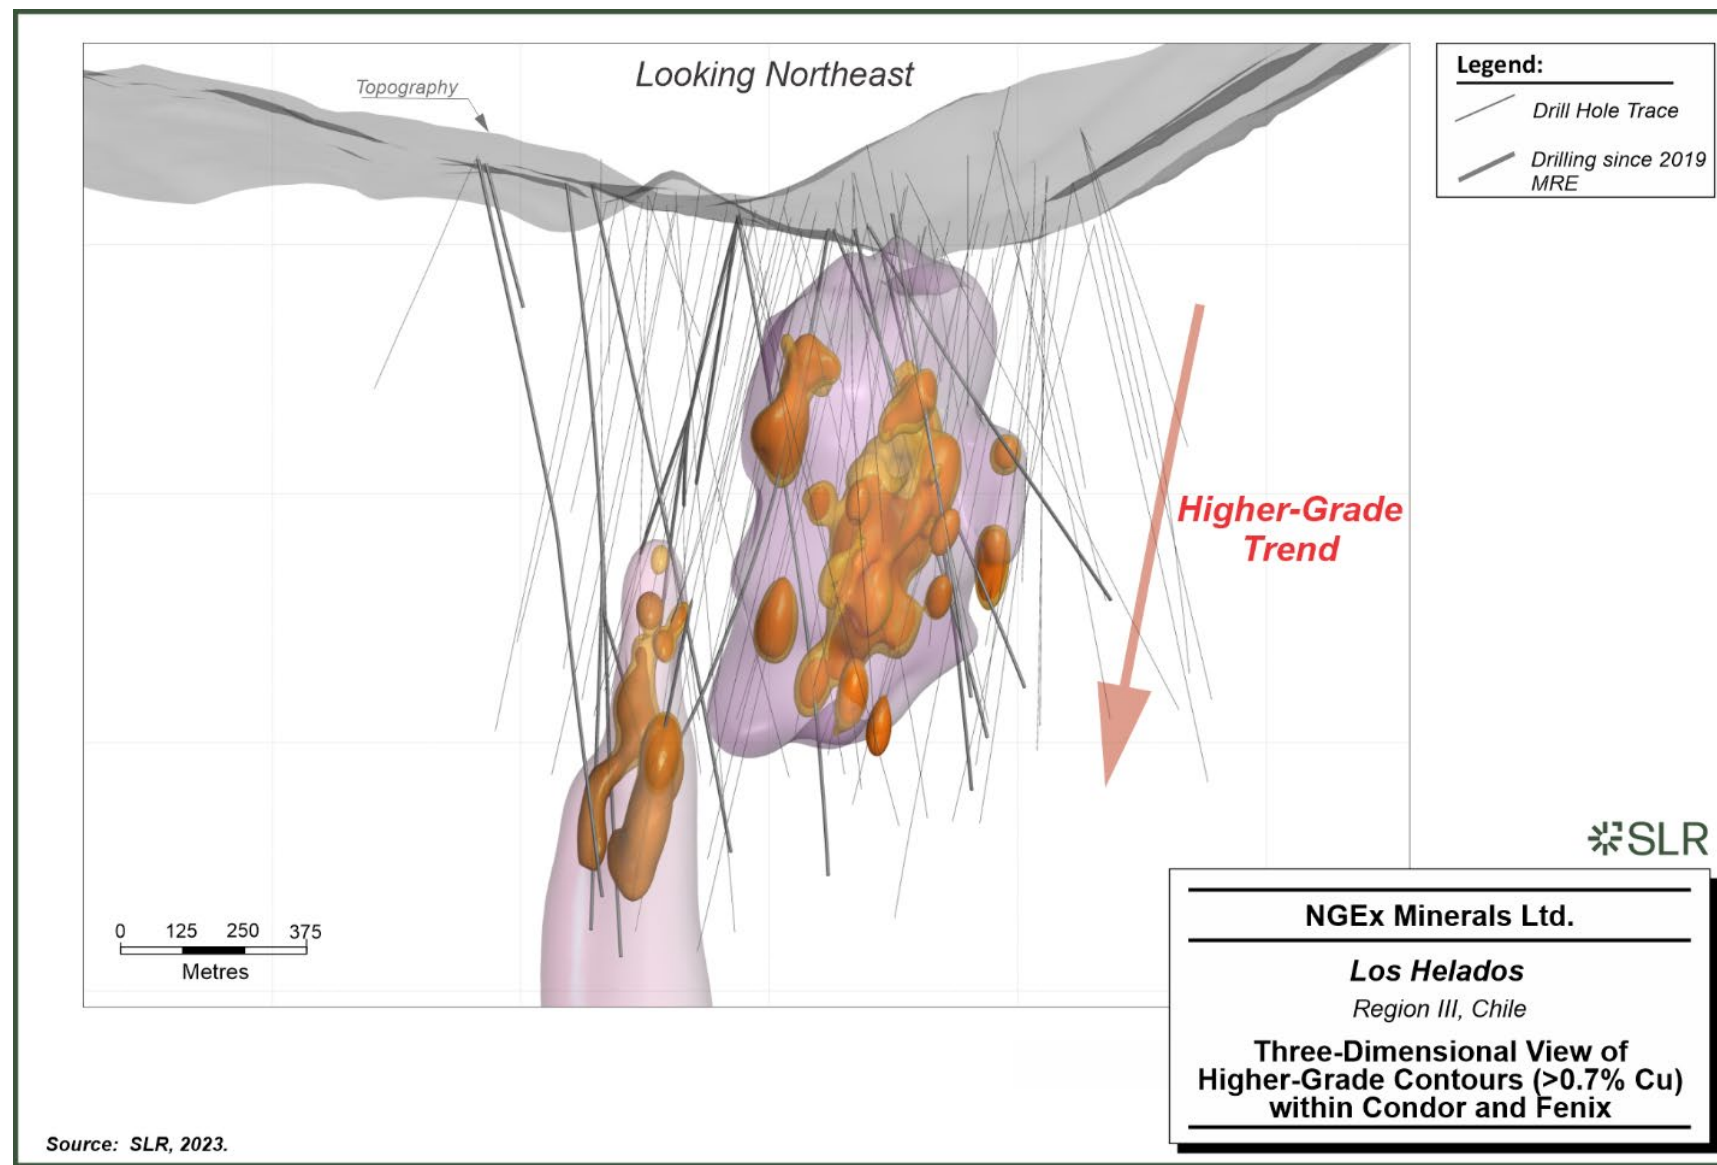 Looking Northeast
Topography
Legend:
Drill Hole Trace
Drilling since 2019
MRE
Higher-Grade
Trend
0 125 250 375
Metres
SLR
NGEx Minerals Ltd.
Los Helados
Region III, Chile
Three-Dimensional View of
Higher-Grade Contours (>0.7% Cu)
within Condor and Fenix
Source: SLR, 2023.